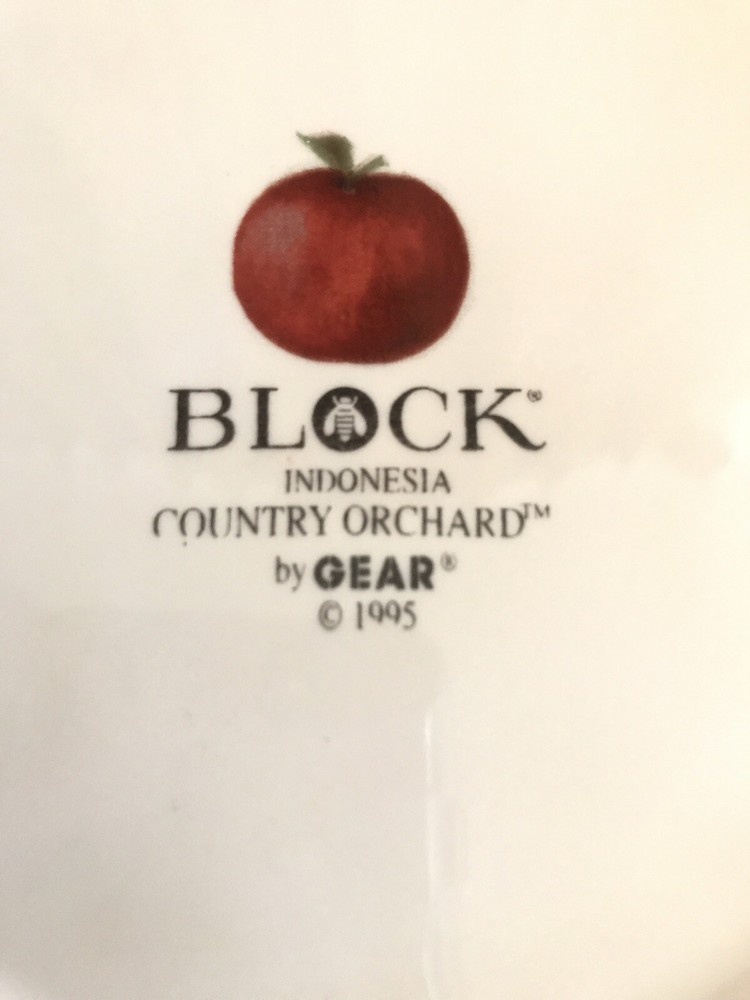 BLOCK®
INDONESIA
COUNTRY ORCHARD™
by GEAR®
© 1995